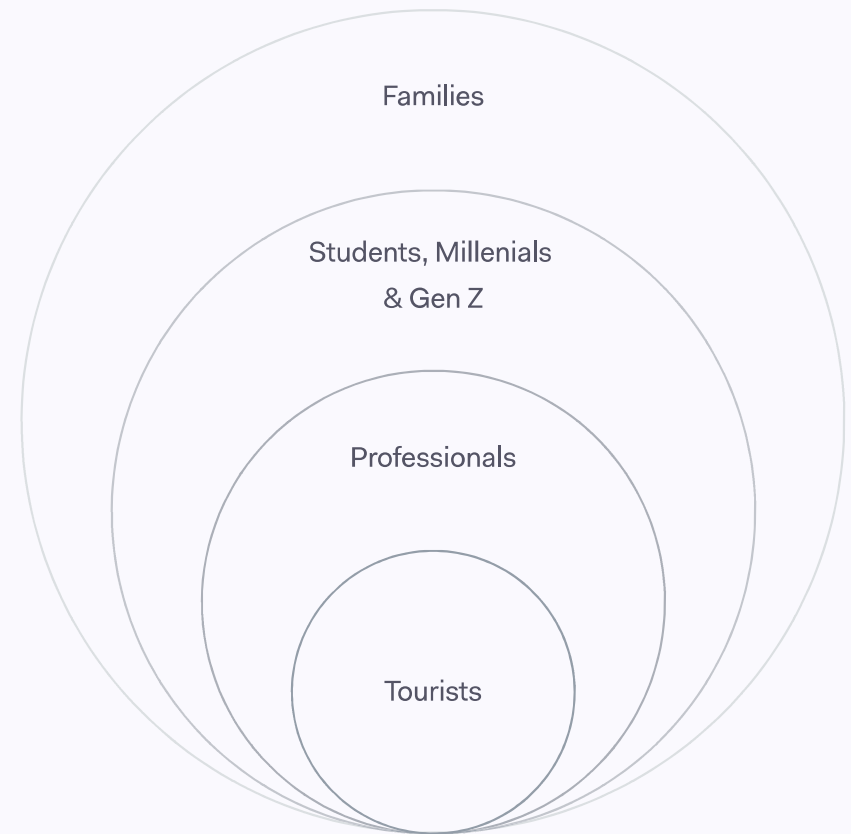 Families
Students, Millenials
& Gen Z
Professionals
Tourists